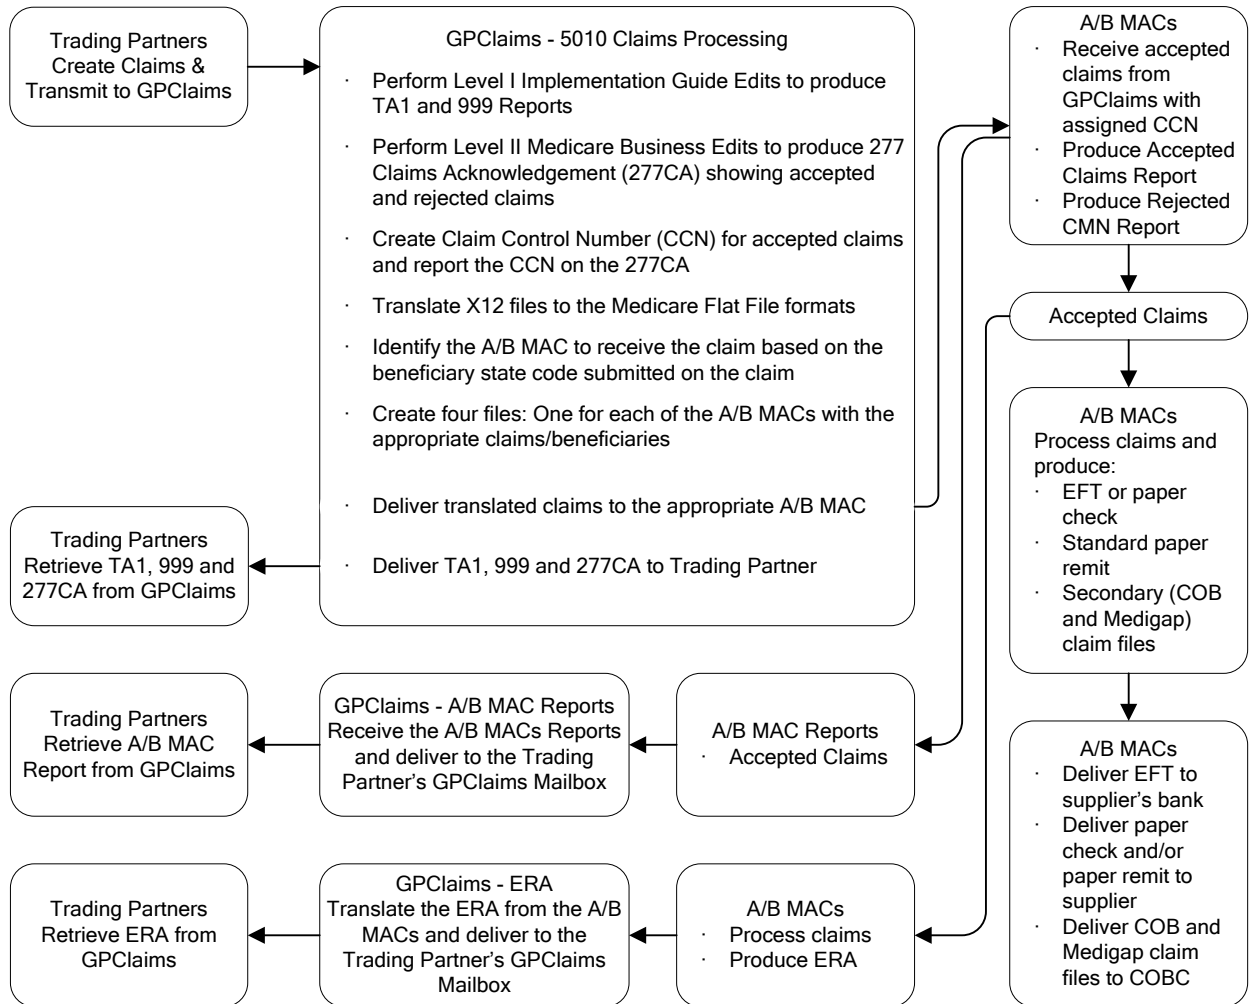 Trading Partners
Create Claims &
Transmit to GPClaims
GPClaims - 5010 Claims Processing
· Perform Level I Implementation Guide Edits to produce
TA1 and 999 Reports
· Perform Level II Medicare Business Edits to produce 277
Claims Acknowledgement (277CA) showing accepted
and rejected claims
· Create Claim Control Number (CCN) for accepted claims
and report the CCN on the 277CA
· Translate X12 files to the Medicare Flat File formats
· Identify the A/B MAC to receive the claim based on the
beneficiary state code submitted on the claim
· Create four files: One for each of the A/B MACs with the
appropriate claims/beneficiaries
· Deliver translated claims to the appropriate A/B MAC
· Deliver TA1, 999 and 277CA to Trading Partner
A/B MACs
· Receive accepted
claims from
GPClaims with
assigned CCN
· Produce Accepted
Claims Report
· Produce Rejected
CMN Report
Accepted Claims
A/B MACs
Process claims and
produce:
· EFT or paper
check
· Standard paper
remit
· Secondary (COB
and Medigap)
claim files
Trading Partners
Retrieve TA1, 999 and
277CA from GPClaims
Trading Partners
Retrieve A/B MAC
Report from GPClaims
GPClaims - A/B MAC Reports
Receive the A/B MACs Reports
and deliver to the Trading
Partner’s GPClaims Mailbox
A/B MAC Reports
· Accepted Claims
A/B MACs
· Deliver EFT to
supplier’s bank
· Deliver paper
check and/or
paper remit to
supplier
· Deliver COB and
Medigap claim
files to COBC
Trading Partners
Retrieve ERA from
GPClaims
GPClaims - ERA
Translate the ERA from the A/B
MACs and deliver to the
Trading Partner’s GPClaims
Mailbox
A/B MACs
· Process claims
· Produce ERA